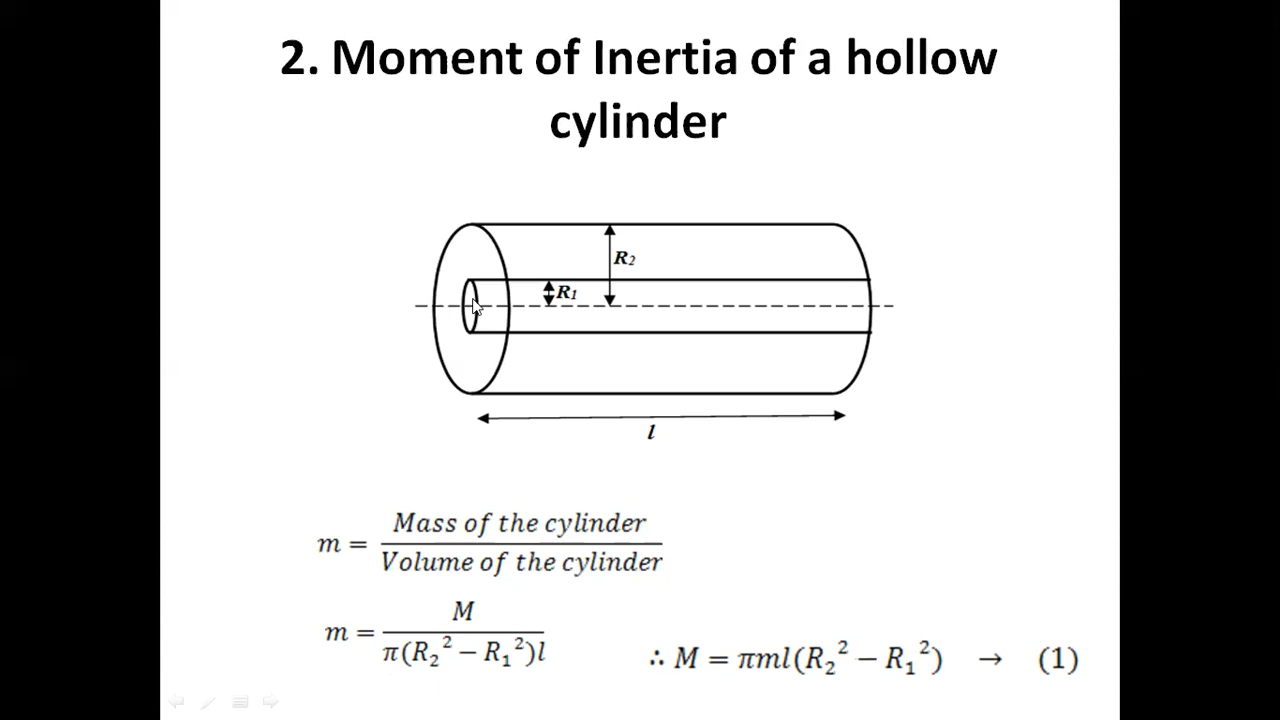 2. Moment of Inertia of a hollow
cylinder
R₂
R₁
l
m = Mass of the cylinder / Volume of the cylinder
m = M / π(R₂² − R₁²)l
∴ M = πml(R₂² − R₁²) → (1)